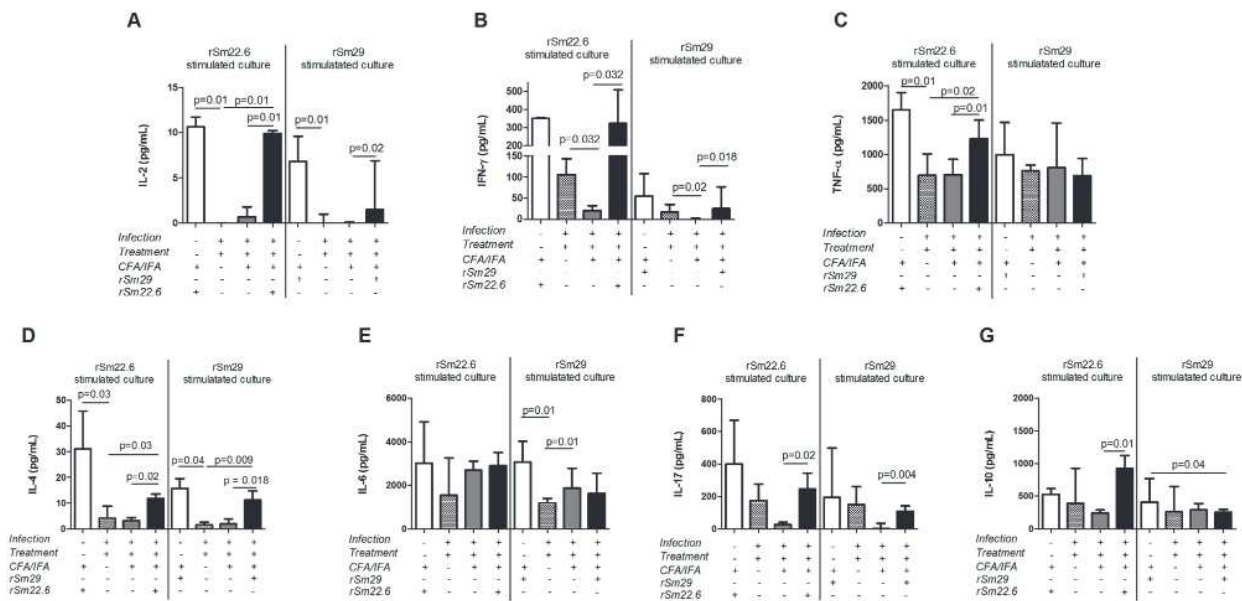 A
rSm22.6
stimulated culture
rSm29
stimulatated culture
p=0.01
p=0.01
p=0.01
p=0.01
p=0.02
IL-2 (pg/mL)
15
10
5
0
Infection - + + + - + + +
Treatment - + + + - + + +
CFA/IFA + - + + + - + +
rSm29 - - - - + - - +
rSm22.6 + - - + - - - -
B
rSm22.6
stimulated culture
rSm29
stimulatated culture
p=0.032
p=0.032
p=0.018
p=0.02
IFN-γ (pg/mL)
500
400
300
200
150
100
50
0
Infection - + + + - + + +
Treatment - + + + - + + +
CFA/IFA + - + + + - + +
rSm29 - - - - + - - +
rSm22.6 + - - + - - - -
C
rSm22.6
stimulated culture
rSm29
stimulatated culture
p=0.01
p=0.02
p=0.01
TNF-α (pg/mL)
2000
1500
1000
500
0
Infection - + + + - + + +
Treatment - + + + - + + +
CFA/IFA + - + + + - + +
rSm29 - - - - + - - +
rSm22.6 + - - + - - - -
D
rSm22.6
stimulated culture
rSm29
stimulatated culture
p=0.03
p=0.03
p=0.02
p=0.04
p=0.009
p = 0.018
IL-4 (pg/mL)
50
40
30
20
10
0
Infection - + + + - + + +
Treatment - + + + - + + +
CFA/IFA + - + + + - + +
rSm29 - - - - + - - +
rSm22.6 + - - + - - - -
E
rSm22.6
stimulated culture
rSm29
stimulatated culture
p=0.01
p=0.01
IL-6 (pg/mL)
6000
4000
2000
0
Infection - + + + - + + +
Treatment - + + + - + + +
CFA/IFA + - + + + - + +
rSm29 - - - - + - - +
rSm22.6 + - - + - - - -
F
rSm22.6
stimulated culture
rSm29
stimulatated culture
p=0.02
p=0.004
IL-17 (pg/mL)
800
600
400
200
0
Infection - + + + - + + +
Treatment - + + + - + + +
CFA/IFA + - + + + - + +
rSm29 - - - - + - - +
rSm22.6 + - - + - - - -
G
rSm22.6
stimulated culture
rSm29
stimulatated culture
p=0.01
p=0.04
IL-10 (pg/mL)
2000
1500
1000
500
0
Infection - + + + - + + +
Treatment - + + + - + + +
CFA/IFA + - + + + - + +
rSm29 - - - - + - - +
rSm22.6 + - - + - - - -